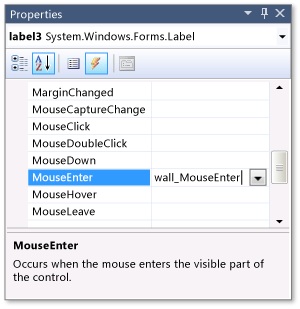 Properties
label3 System.Windows.Forms.Label
MarginChanged
MouseCaptureChange
MouseClick
MouseDoubleClick
MouseDown
MouseEnter wall_MouseEnter
MouseHover
MouseLeave
MouseEnter
Occurs when the mouse enters the visible part
of the control.